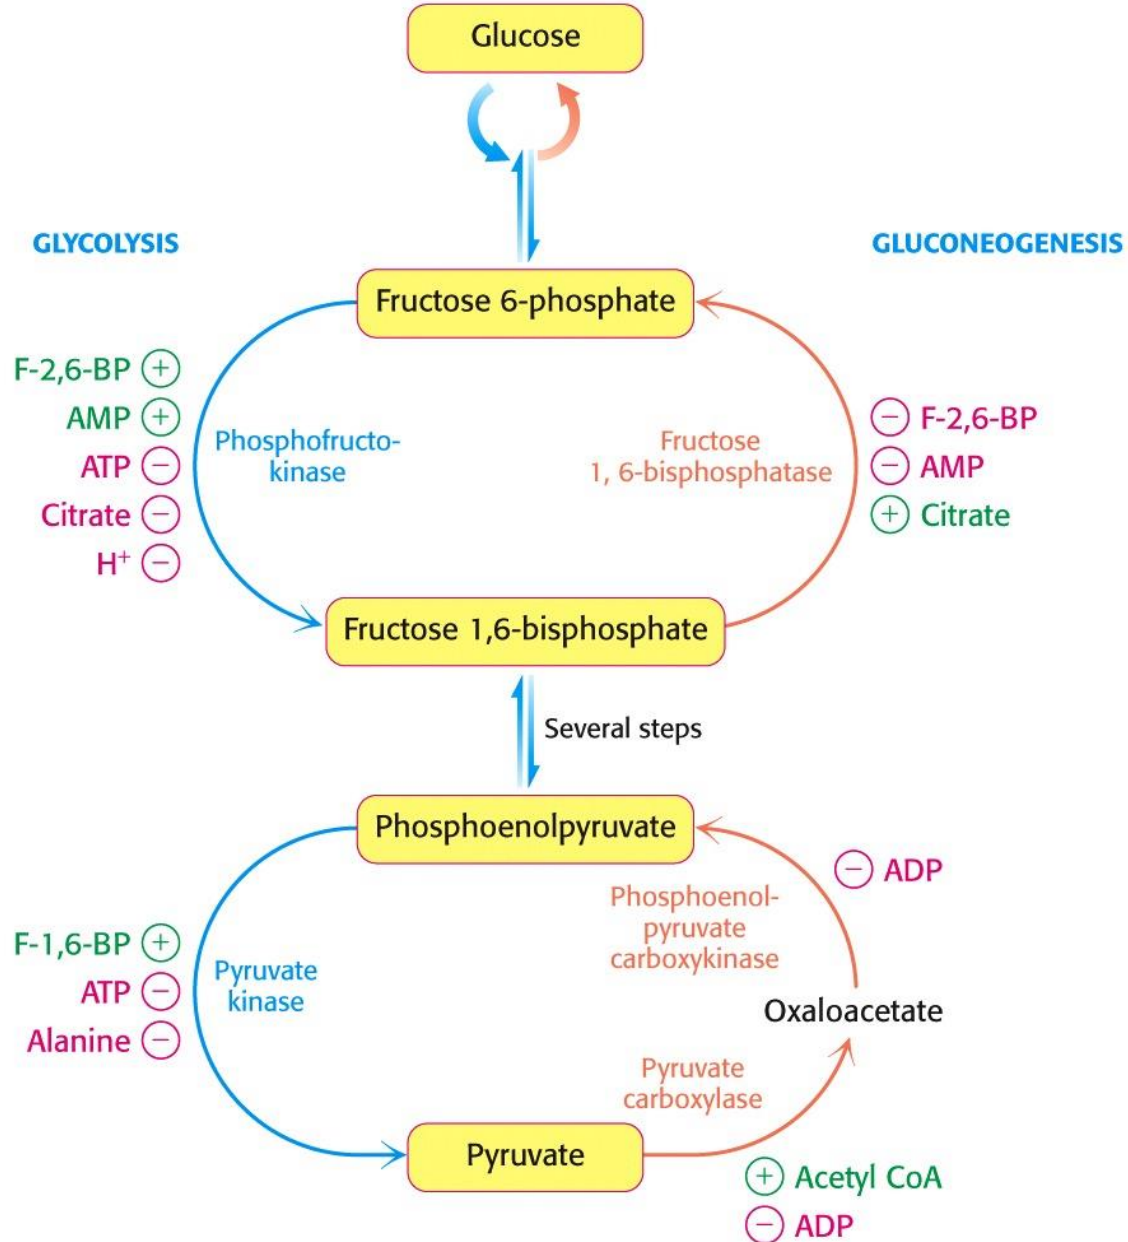 Glucose
GLYCOLYSIS
GLUCONEOGENESIS
Fructose 6-phosphate
F-2,6-BP +
AMP +
ATP −
Citrate −
H⁺ −
Phosphofructo-
kinase
Fructose
1, 6-bisphosphatase
− F-2,6-BP
− AMP
+ Citrate
Fructose 1,6-bisphosphate
Several steps
Phosphoenolpyruvate
F-1,6-BP +
ATP −
Alanine −
Pyruvate
kinase
Phosphoenol-
pyruvate
carboxykinase
− ADP
Oxaloacetate
Pyruvate
carboxylase
Pyruvate
+ Acetyl CoA
− ADP